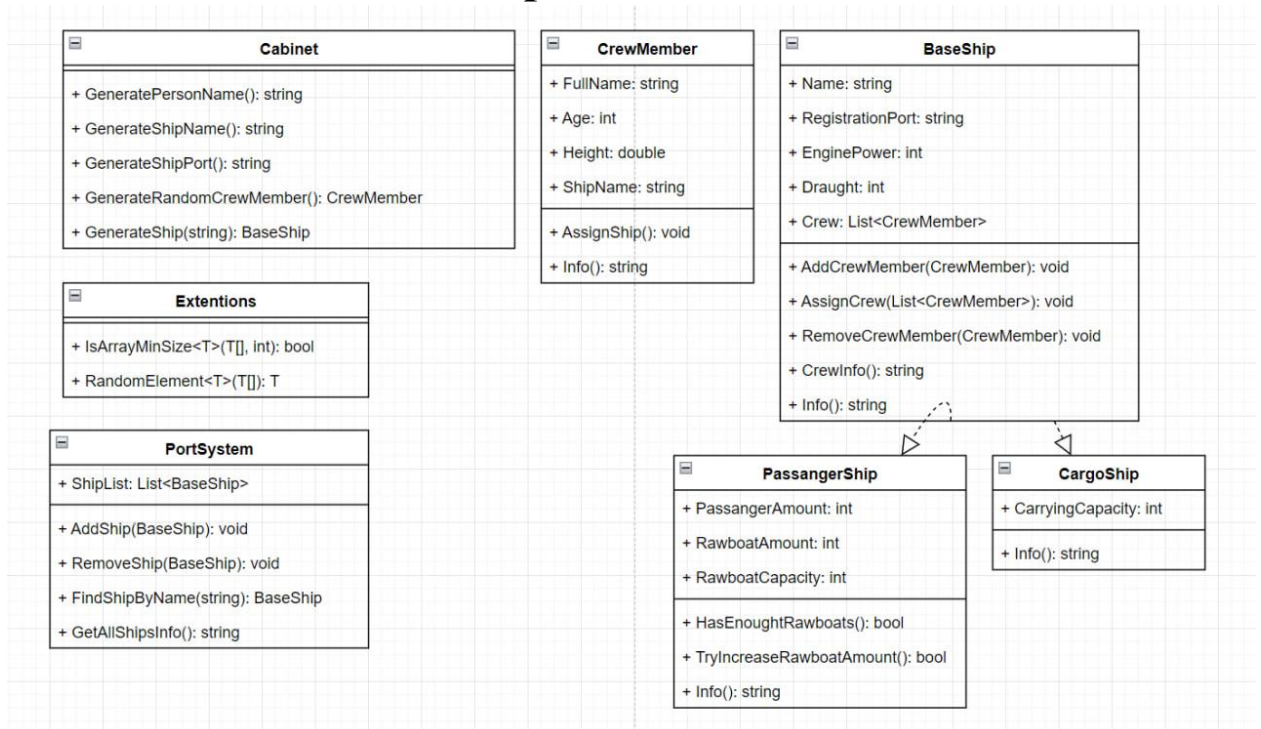 Cabinet
+ GeneratePersonName(): string
+ GenerateShipName(): string
+ GenerateShipPort(): string
+ GenerateRandomCrewMember(): CrewMember
+ GenerateShip(string): BaseShip
CrewMember
+ FullName: string
+ Age: int
+ Height: double
+ ShipName: string
+ AssignShip(): void
+ Info(): string
BaseShip
+ Name: string
+ RegistrationPort: string
+ EnginePower: int
+ Draught: int
+ Crew: List<CrewMember>
+ AddCrewMember(CrewMember): void
+ AssignCrew(List<CrewMember>): void
+ RemoveCrewMember(CrewMember): void
+ CrewInfo(): string
+ Info(): string
Extentions
+ IsArrayMinSize<T>(T[], int): bool
+ RandomElement<T>(T[]): T
PortSystem
+ ShipList: List<BaseShip>
+ AddShip(BaseShip): void
+ RemoveShip(BaseShip): void
+ FindShipByName(string): BaseShip
+ GetAllShipsInfo(): string
PassangerShip
+ PassangerAmount: int
+ RawboatAmount: int
+ RawboatCapacity: int
+ HasEnoughtRawboats(): bool
+ TryIncreaseRawboatAmount(): bool
+ Info(): string
CargoShip
+ CarryingCapacity: int
+ Info(): string